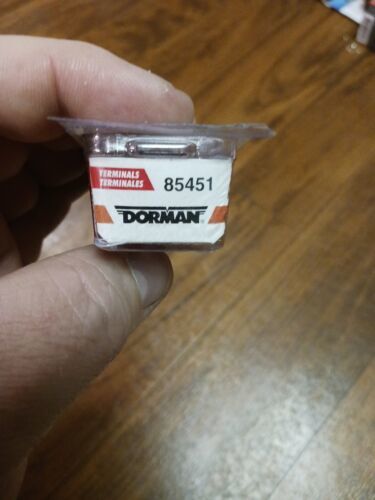 TERMINALS
TERMINALES
85451
DORMAN